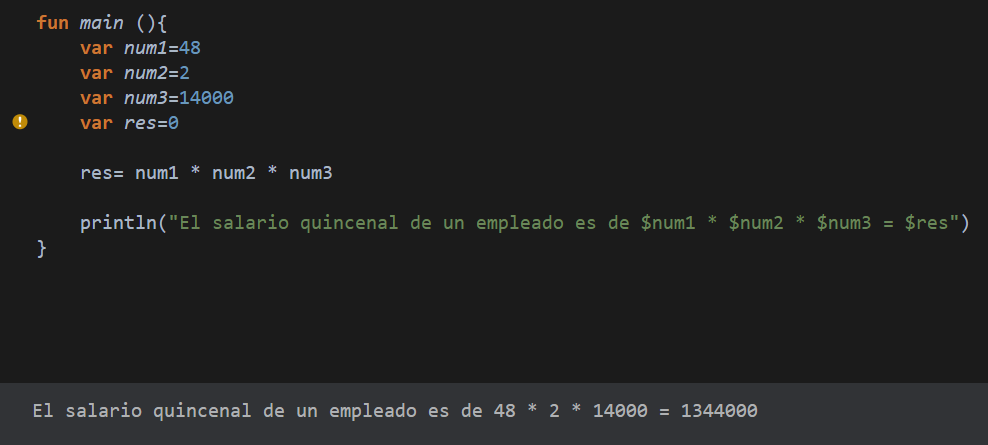 fun main (){
    var num1=48
    var num2=2
    var num3=14000
    var res=0
    res= num1 * num2 * num3
    println("El salario quincenal de un empleado es de $num1 * $num2 * $num3 = $res")
}
El salario quincenal de un empleado es de 48 * 2 * 14000 = 1344000